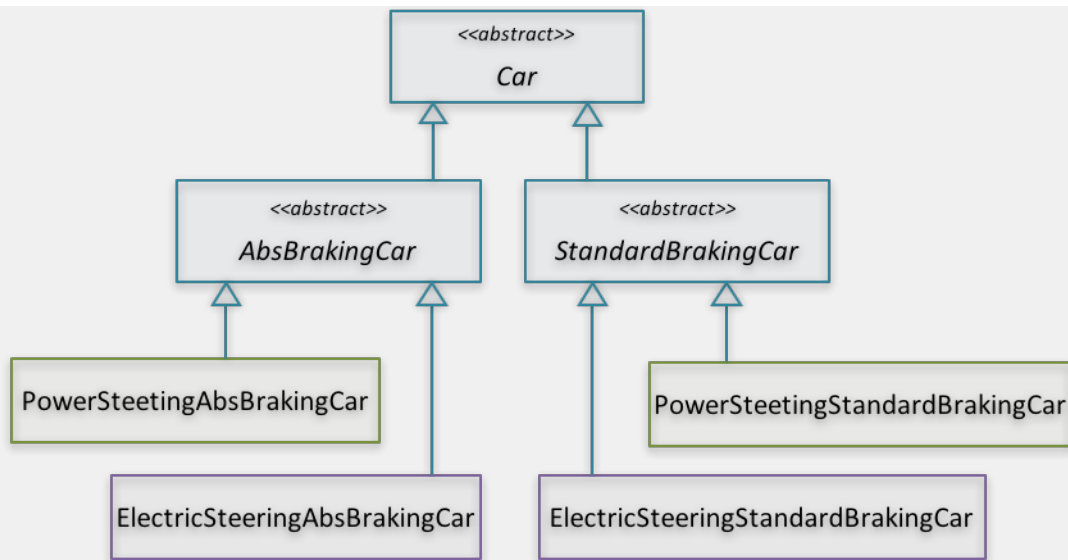 <<abstract>>
Car
<<abstract>>
AbsBrakingCar
<<abstract>>
StandardBrakingCar
PowerSteetingAbsBrakingCar
PowerSteetingStandardBrakingCar
ElectricSteeringAbsBrakingCar
ElectricSteeringStandardBrakingCar